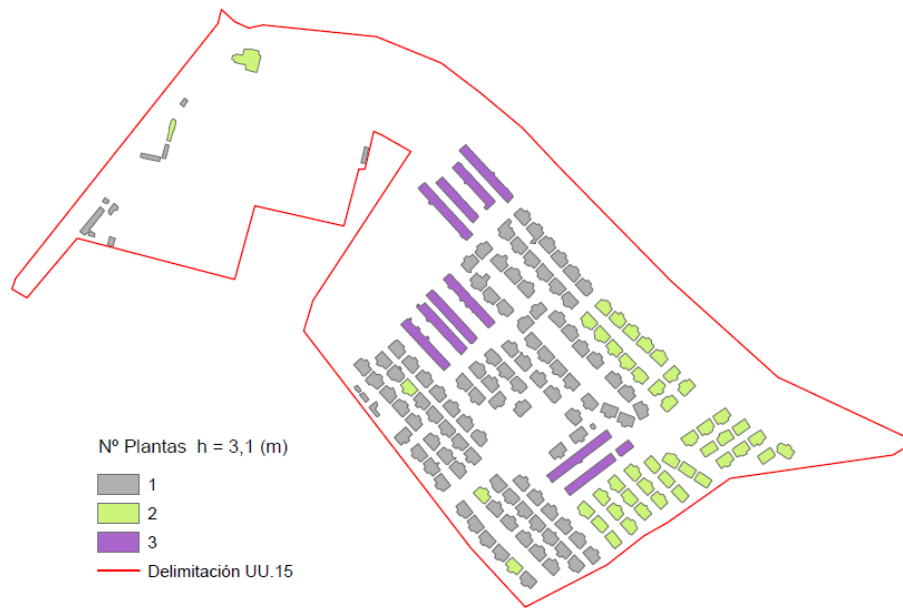 Nº Plantas h = 3,1 (m)
1
2
3
Delimitación UU.15